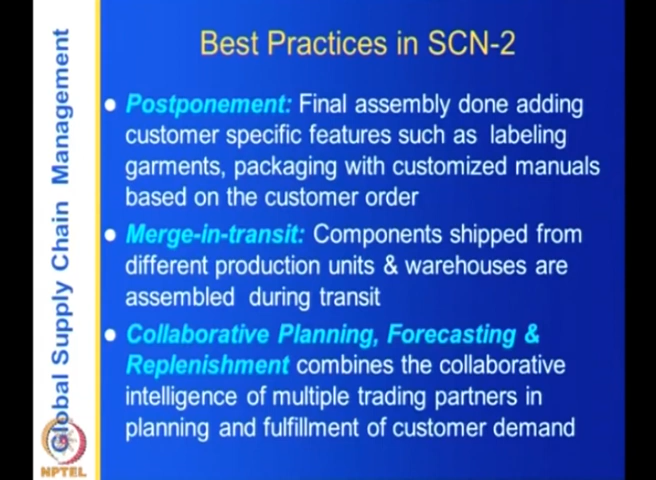 Best Practices in SCN-2
Postponement: Final assembly done adding
customer specific features such as labeling
garments, packaging with customized manuals
based on the customer order
Merge-in-transit: Components shipped from
different production units & warehouses are
assembled during transit
Collaborative Planning, Forecasting &
Replenishment combines the collaborative
intelligence of multiple trading partners in
planning and fulfillment of customer demand
Global Supply Chain Management
NPTEL